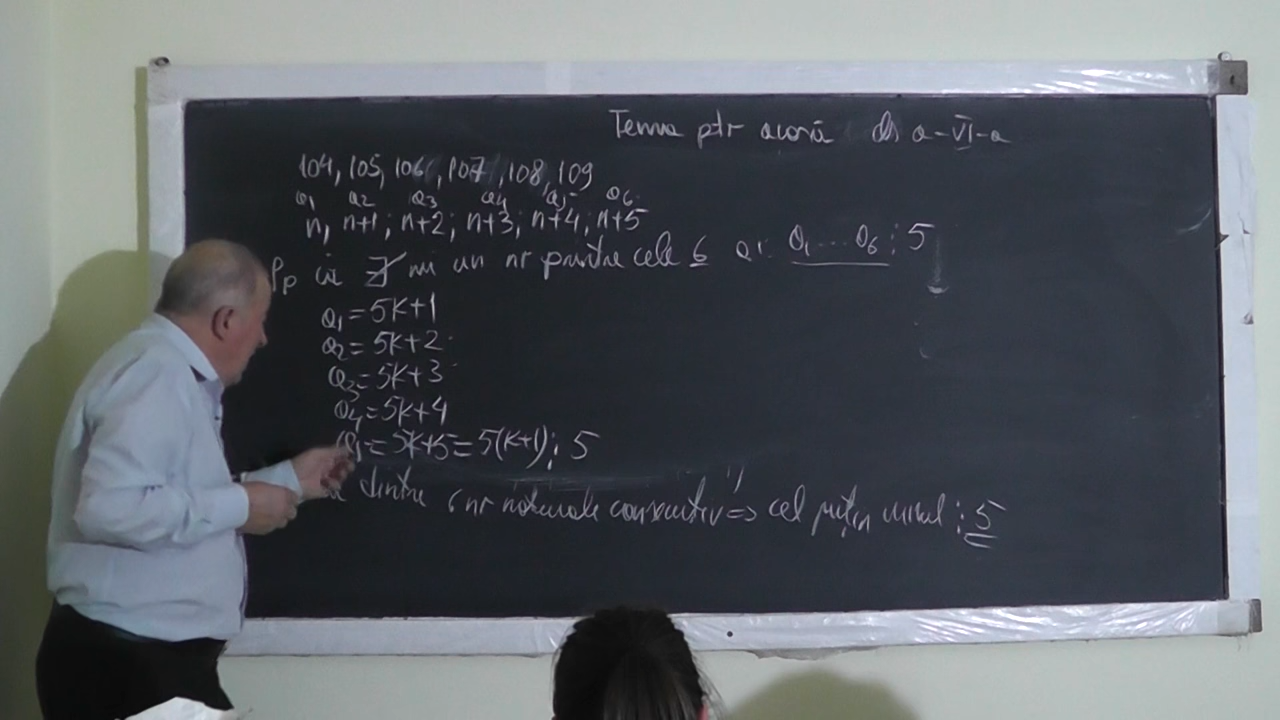 Tema ptr acasă cls a-VI-a
104, 105, 106, 107, 108, 109
a₁ a₂ a₃ a₄ a₅ a₆
n, n+1; n+2; n+3; n+4; n+5
Pp că ∄ nici un nr printre cele 6 a.î. a₁ ... a₆ ⋮ 5
a₁ = 5k+1
a₂ = 5k+2
a₃ = 5k+3
a₄ = 5k+4
a₅ = 5k+5 = 5(k+1) ⋮ 5
dintre 6 nr naturale consecutive => cel puțin unul ⋮ 5